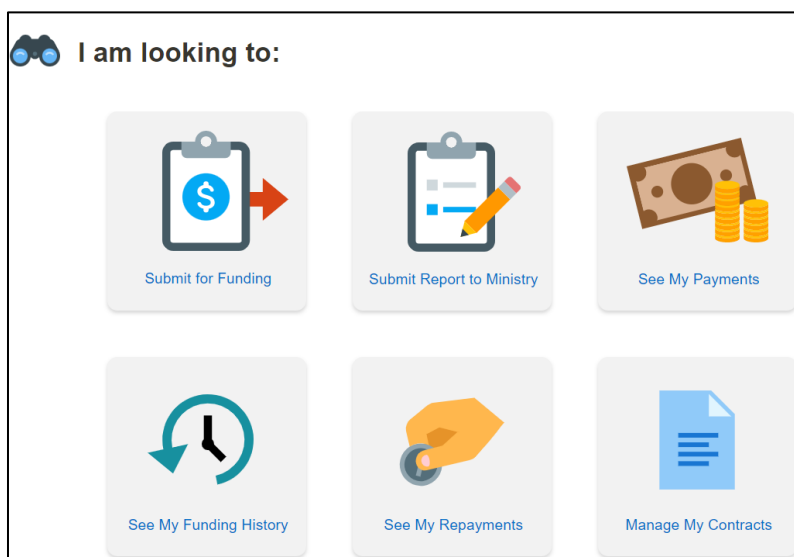 I am looking to:
Submit for Funding
Submit Report to Ministry
See My Payments
See My Funding History
See My Repayments
Manage My Contracts